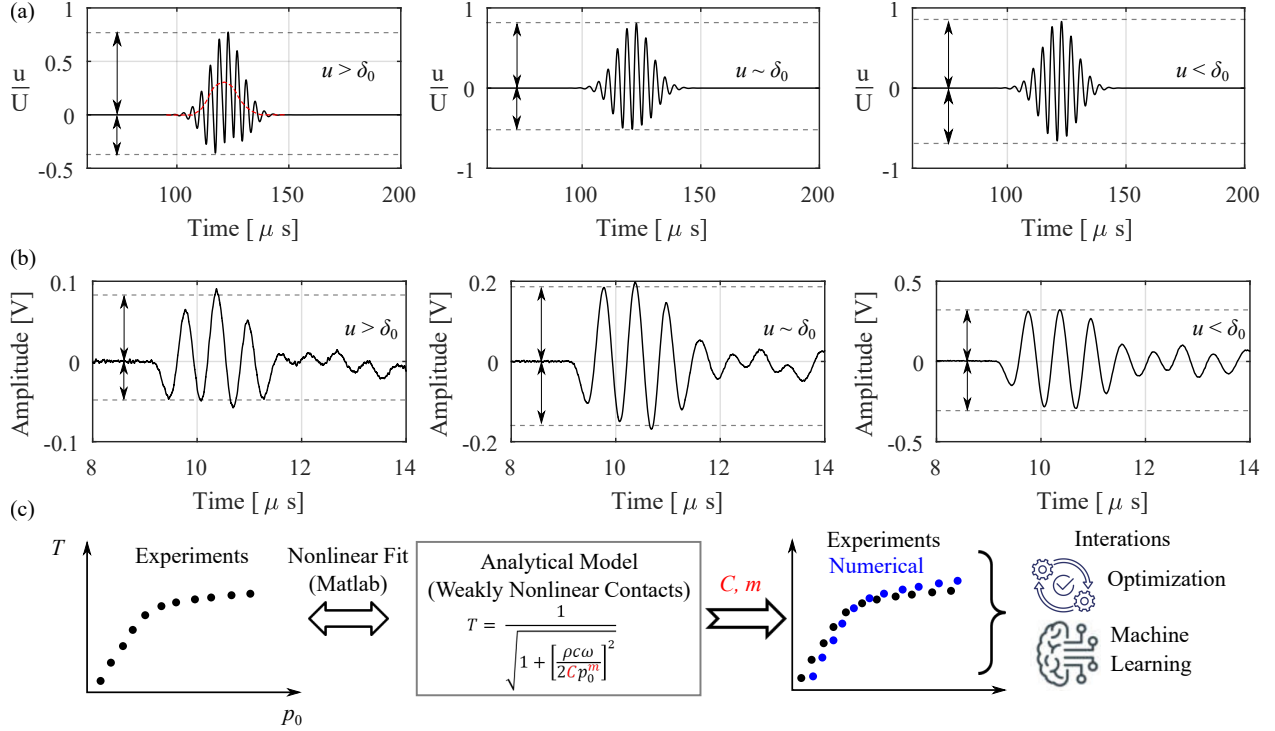 (a)
1
0.5
0
-0.5
u/U
u > δ₀
100 150 200
Time [ μ s]
1
0
-1
u/U
u ~ δ₀
100 150 200
Time [ μ s]
1
0
-1
u/U
u < δ₀
100 150 200
Time [ μ s]
(b)
0.1
0
-0.1
Amplitude [V]
u > δ₀
8 10 12 14
Time [ μ s]
0.2
0
-0.2
Amplitude [V]
u ~ δ₀
8 10 12 14
Time [ μ s]
0.5
0
-0.5
Amplitude [V]
u < δ₀
8 10 12 14
Time [ μ s]
(c)
T
Experiments
p₀
Nonlinear Fit
(Matlab)
Analytical Model
(Weakly Nonlinear Contacts)
T = 1 / √(1 + [ρcω / 2Cp₀ᵐ]²)
C, m
Experiments
Numerical
Interations
Optimization
Machine
Learning